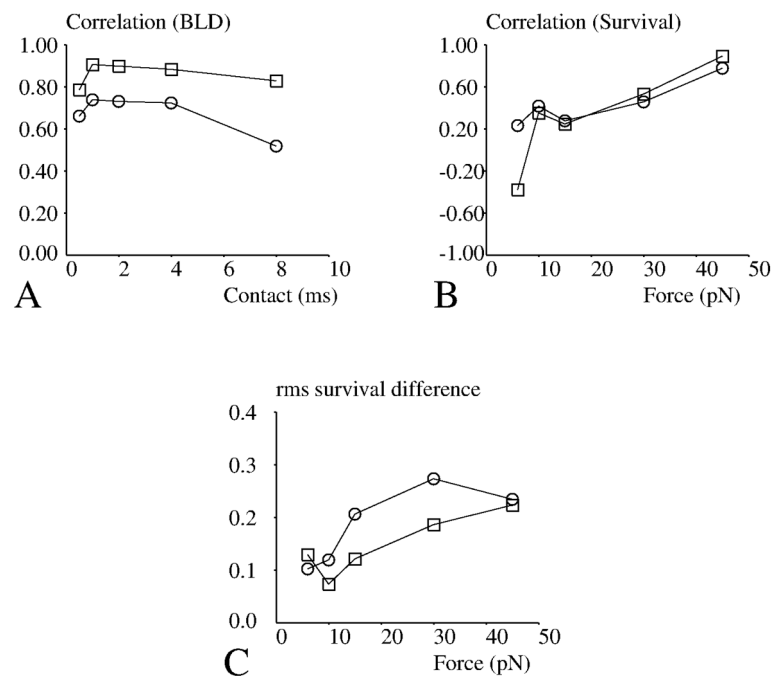 Correlation (BLD)
1.00
0.80
0.60
0.40
0.20
0.00
0 2 4 6 8 10
Contact (ms)
A
Correlation (Survival)
1.00
0.60
0.20
-0.20
-0.60
-1.00
0 10 20 30 40 50
Force (pN)
B
rms survival difference
0.4
0.3
0.2
0.1
0.0
0 10 20 30 40 50
Force (pN)
C